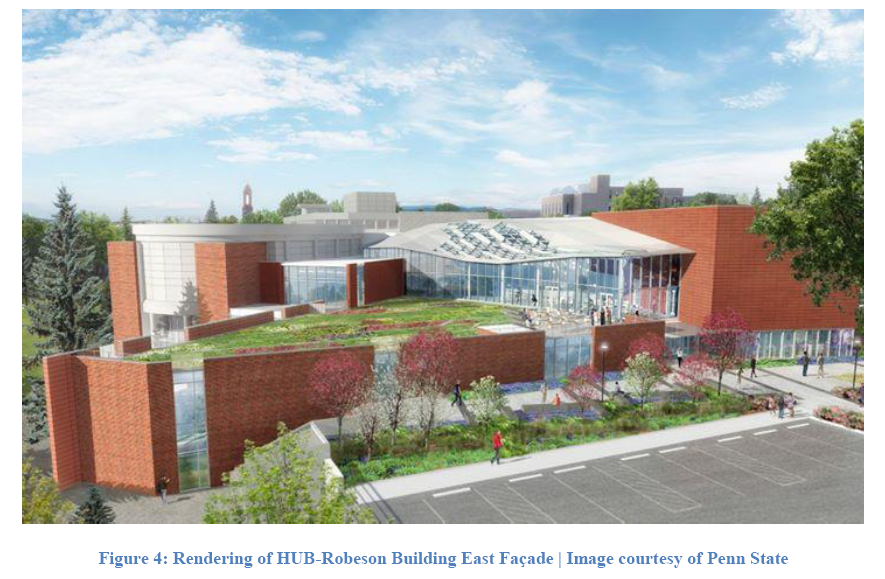 Figure 4: Rendering of HUB-Robeson Building East Façade | Image courtesy of Penn State